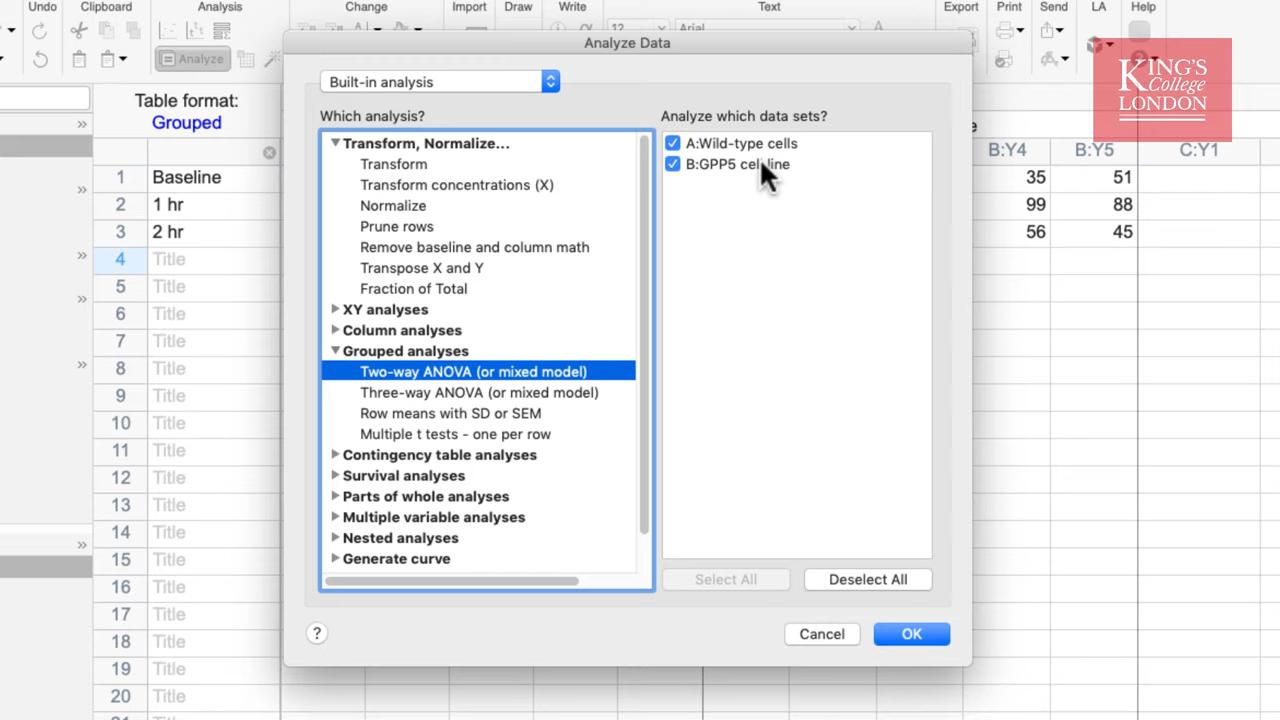 Undo Clipboard Analysis Change Import Draw Write Text Export Print Send LA Help
12 Arial
Analyze
Analyze Data
KING'S
College
LONDON
Built-in analysis
Table format:
Grouped
Which analysis?
Transform, Normalize...
Transform
Transform concentrations (X)
Normalize
Prune rows
Remove baseline and column math
Transpose X and Y
Fraction of Total
XY analyses
Column analyses
Grouped analyses
Two-way ANOVA (or mixed model)
Three-way ANOVA (or mixed model)
Row means with SD or SEM
Multiple t tests - one per row
Contingency table analyses
Survival analyses
Parts of whole analyses
Multiple variable analyses
Nested analyses
Generate curve
Analyze which data sets?
A:Wild-type cells
B:GPP5 cell line
Select All Deselect All
? Cancel OK
B:Y4 B:Y5 C:Y1
1 Baseline 35 51
2 1 hr 99 88
3 2 hr 56 45
4 Title
5 Title
6 Title
7 Title
8 Title
9 Title
10 Title
11 Title
12 Title
13 Title
14 Title
15 Title
16 Title
17 Title
18 Title
19 Title
20 Title